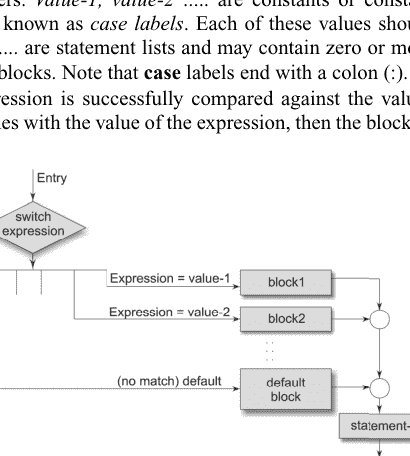 ers. Value-1, value-2 ..... are constants or consta
known as case labels. Each of these values shou
.... are statement lists and may contain zero or mo
blocks. Note that case labels end with a colon (:).
ression is successfully compared against the valu
es with the value of the expression, then the block
Entry
switch
expression
Expression = value-1
block1
Expression = value-2
block2
(no match) default
default
block
statement-